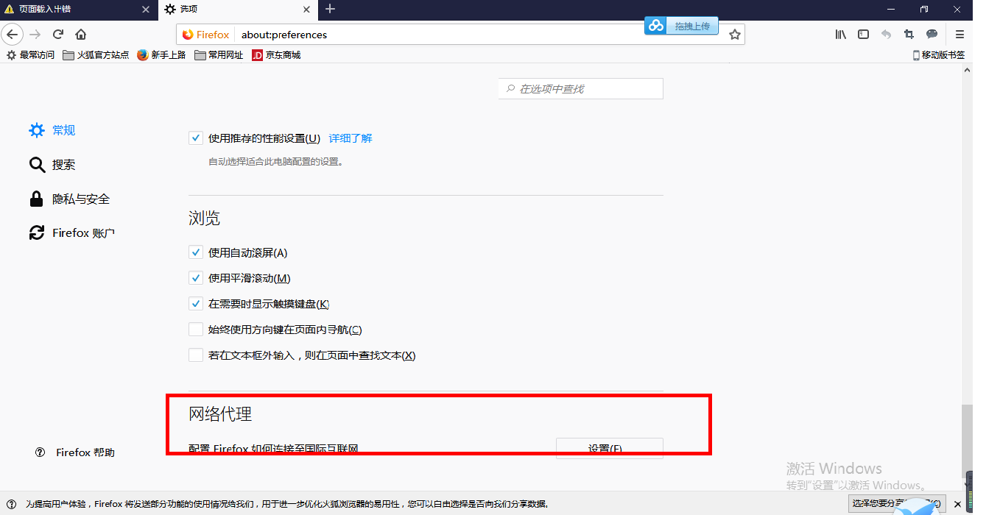 页面载入出错
选项
Firefox
about:preferences
拖拽上传
最常访问
火狐官方站点
新手上路
常用网址
JD 京东商城
移动版书签
在选项中查找
常规
搜索
隐私与安全
Firefox 账户
使用推荐的性能设置(U) 详细了解
自动选择适合此电脑配置的设置。
浏览
使用自动滚屏(A)
使用平滑滚动(M)
在需要时显示触摸键盘(K)
始终使用方向键在页面内导航(C)
若在文本框外输入，则在页面中查找文本(X)
网络代理
配置 Firefox 如何连接至国际互联网
设置(E)
Firefox 帮助
激活 Windows
转到"设置"以激活 Windows。
为提高用户体验，Firefox 将发送部分功能的使用情况给我们，用于进一步优化火狐浏览器的易用性，您可以自由选择是否向我们分享数据。
选择您要分享